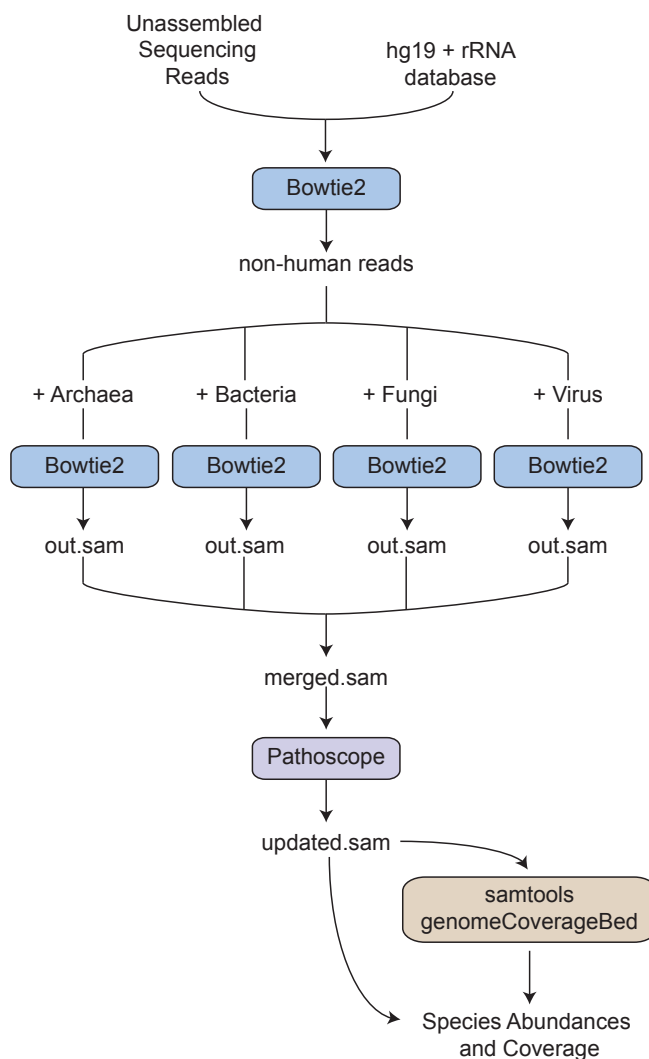 Unassembled
Sequencing
Reads
hg19 + rRNA
database
Bowtie2
non-human reads
+ Archaea
+ Bacteria
+ Fungi
+ Virus
Bowtie2
Bowtie2
Bowtie2
Bowtie2
out.sam
out.sam
out.sam
out.sam
merged.sam
Pathoscope
updated.sam
samtools
genomeCoverageBed
Species Abundances
and Coverage